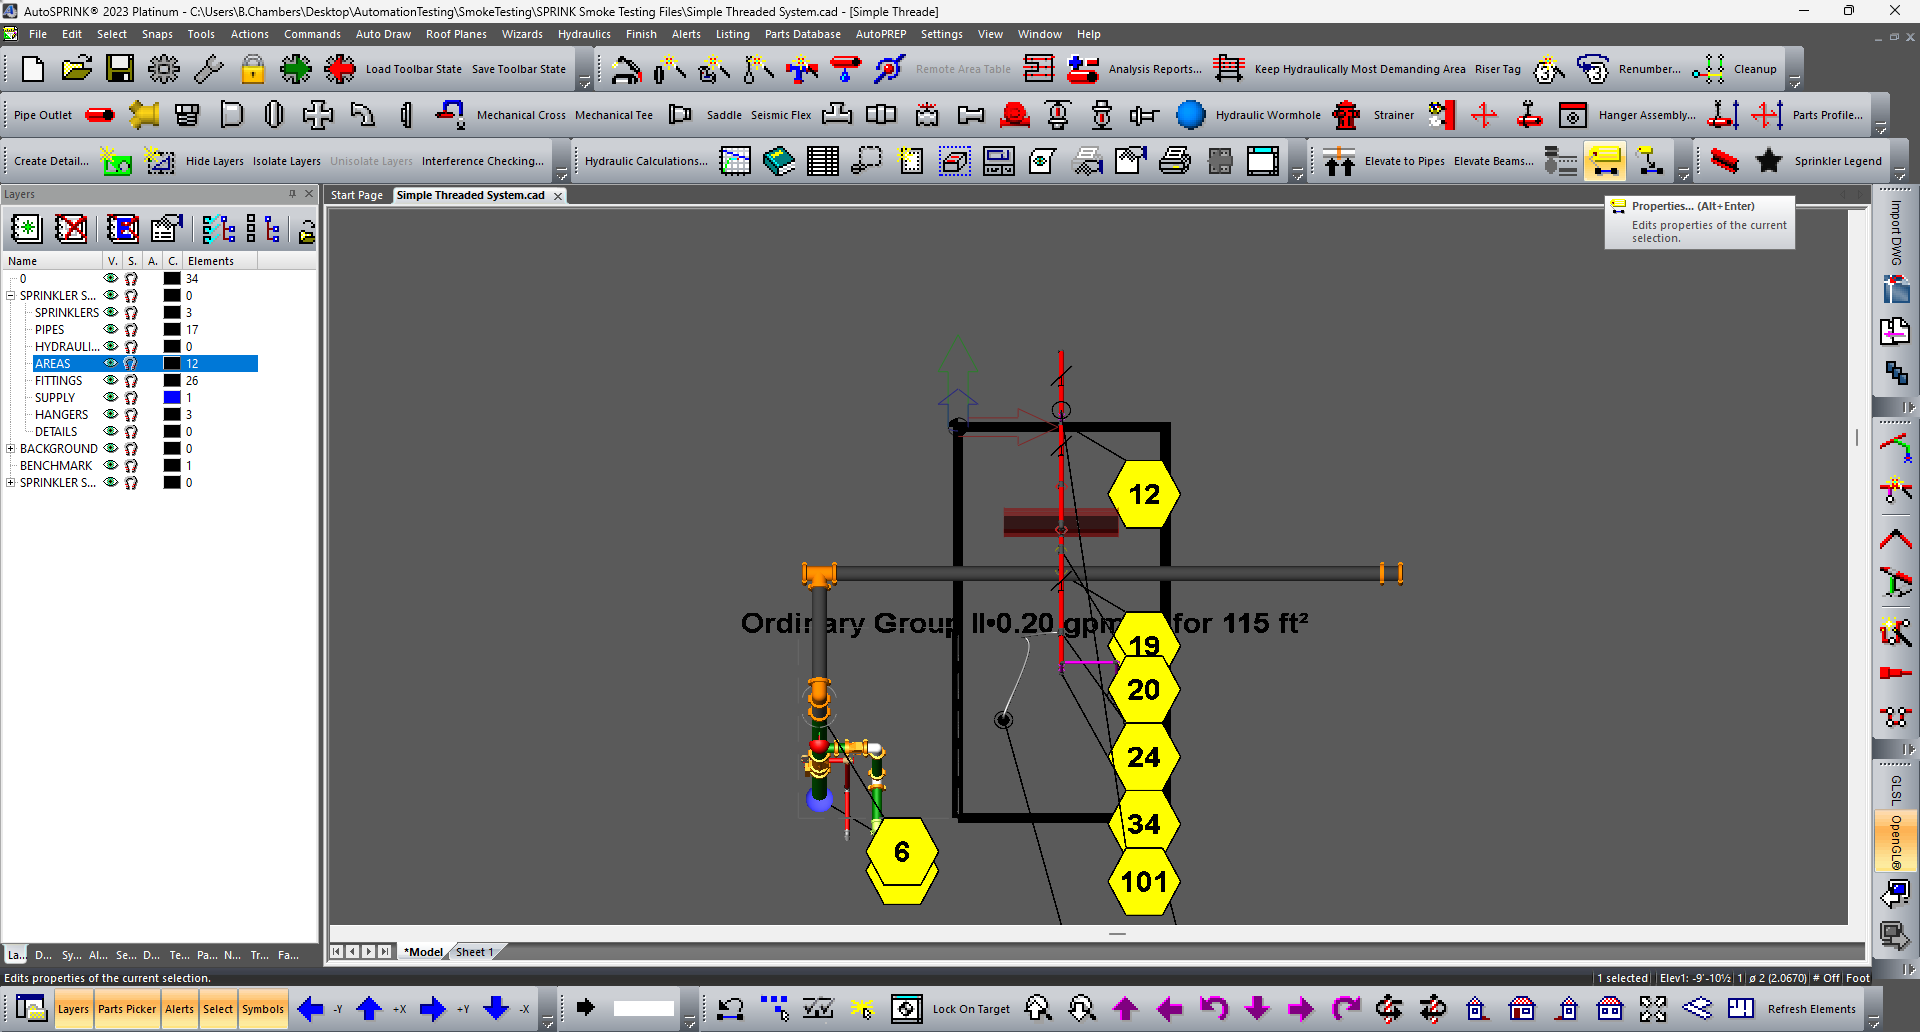 AutoSPRINK® 2023 Platinum - C:\Users\B.Chambers\Desktop\AutomationTesting\SmokeTesting\SPRINK Smoke Testing Files\Simple Threaded System.cad - [Simple Threade]
File Edit Select Snaps Tools Actions Commands Auto Draw Roof Planes Wizards Hydraulics Finish Alerts Listing Parts Database AutoPREP Settings View Window Help
Load Toolbar State Save Toolbar State Remote Area Table Analysis Reports... Keep Hydraulically Most Demanding Area Riser Tag Renumber... Cleanup
Pipe Outlet Mechanical Cross Mechanical Tee Saddle Seismic Flex Hydraulic Wormhole Strainer Hanger Assembly... Parts Profile...
Create Detail... Hide Layers Isolate Layers Unisolate Layers Interference Checking... Hydraulic Calculations... Elevate to Pipes Elevate Beams... Sprinkler Legend
Layers
Start Page Simple Threaded System.cad
Properties... (Alt+Enter)
Edits properties of the current
selection.
Name V. S. A. C. Elements
0 34
SPRINKLER S... 0
SPRINKLERS 3
PIPES 17
HYDRAULI... 0
AREAS 12
FITTINGS 26
SUPPLY 1
HANGERS 3
DETAILS 0
BACKGROUND 0
BENCHMARK 1
SPRINKLER S... 0
12
Ordinary Group II•0.20 gpm for 115 ft²
19
20
24
34
101
6
Import DWG
GLSL
OpenGL®
*Model Sheet 1
La... D... Sy... Al... Se... D... Te... Pa... N... Tr... Fa...
Edits properties of the current selection.
1 selected Elev1: -9'-10½ 1 ø 2 (2.0670) # Off Foot
Layers Parts Picker Alerts Select Symbols -Y +X +Y -X Lock On Target Refresh Elements